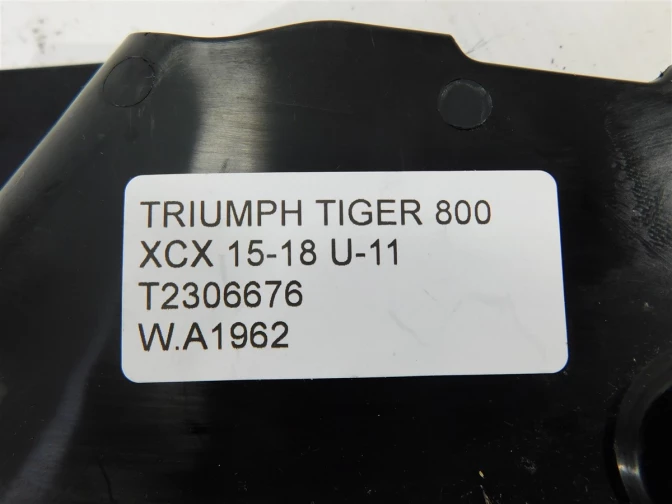 TRIUMPH TIGER 800
XCX 15-18 U-11
T2306676
W.A1962